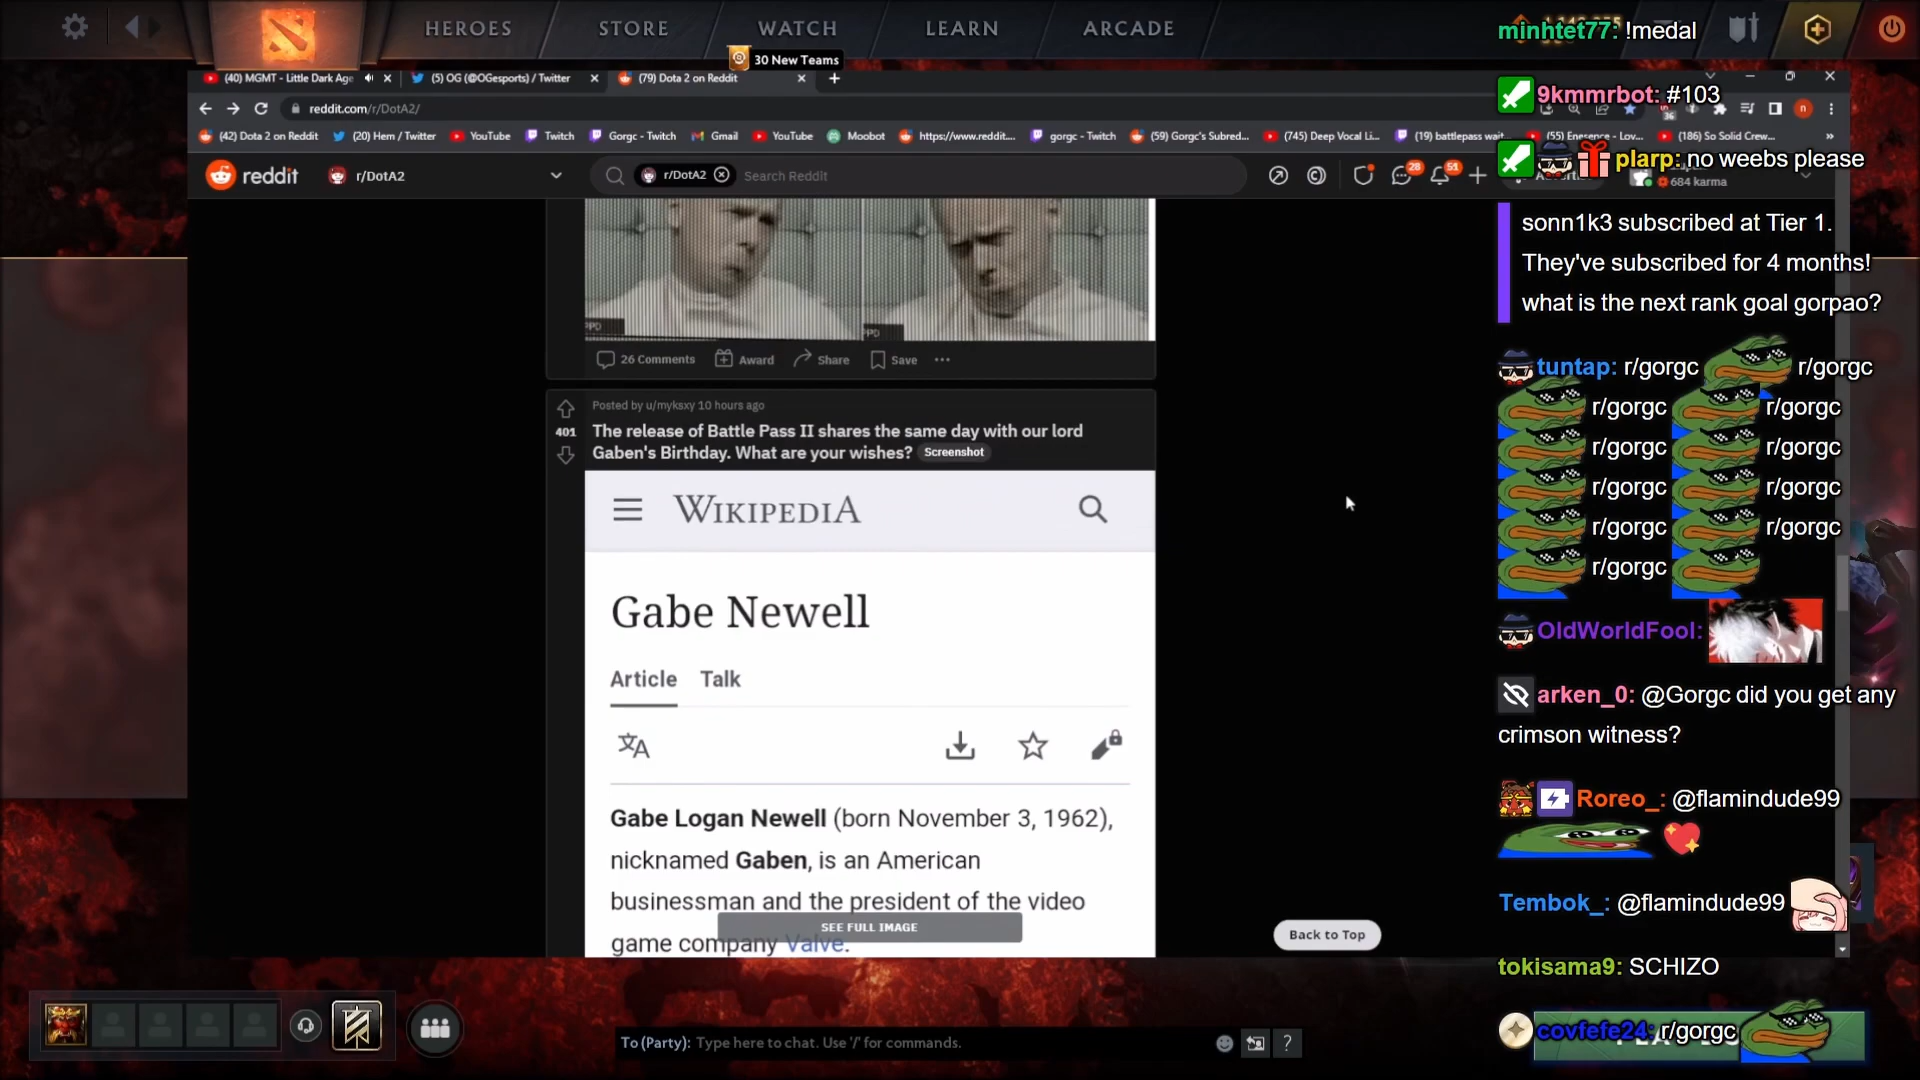 HEROES
STORE
WATCH
LEARN
ARCADE
30 New Teams
(40) MGMT - Little Dark Age
(5) OG (@OGesports) / Twitter
(79) Dota 2 on Reddit
reddit.com/r/DotA2/
(42) Dota 2 on Reddit
(20) Hem / Twitter
YouTube
Twitch
Gorgc - Twitch
Gmail
YouTube
Moobot
https://www.reddit....
gorgc - Twitch
(59) Gorgc's Subred...
(745) Deep Vocal Li...
(19) battlepass wait...
(55) Enesence - Lov...
(186) So Solid Crew...
reddit
r/DotA2
r/DotA2
Search Reddit
28
51
684 karma
PPD
PPD
26 Comments
Award
Share
Save
Posted by u/myksxy 10 hours ago
401
The release of Battle Pass II shares the same day with our lord
Gaben's Birthday. What are your wishes? Screenshot
WIKIPEDIA
Gabe Newell
Article
Talk
Gabe Logan Newell (born November 3, 1962),
nicknamed Gaben, is an American
businessman and the president of the video
game company Valve.
SEE FULL IMAGE
Back to Top
To (Party): Type here to chat. Use '/' for commands.
?
minhtet77: !medal
9kmmrbot: #103
plarp: no weebs please
sonn1k3 subscribed at Tier 1.
They've subscribed for 4 months!
what is the next rank goal gorpao?
tuntap: r/gorgc r/gorgc
r/gorgc r/gorgc
r/gorgc r/gorgc
r/gorgc r/gorgc
r/gorgc r/gorgc
r/gorgc
OldWorldFool:
arken_0: @Gorgc did you get any
crimson witness?
Roreo_: @flamindude99
Tembok_: @flamindude99
tokisama9: SCHIZO
covfefe24: r/gorgc